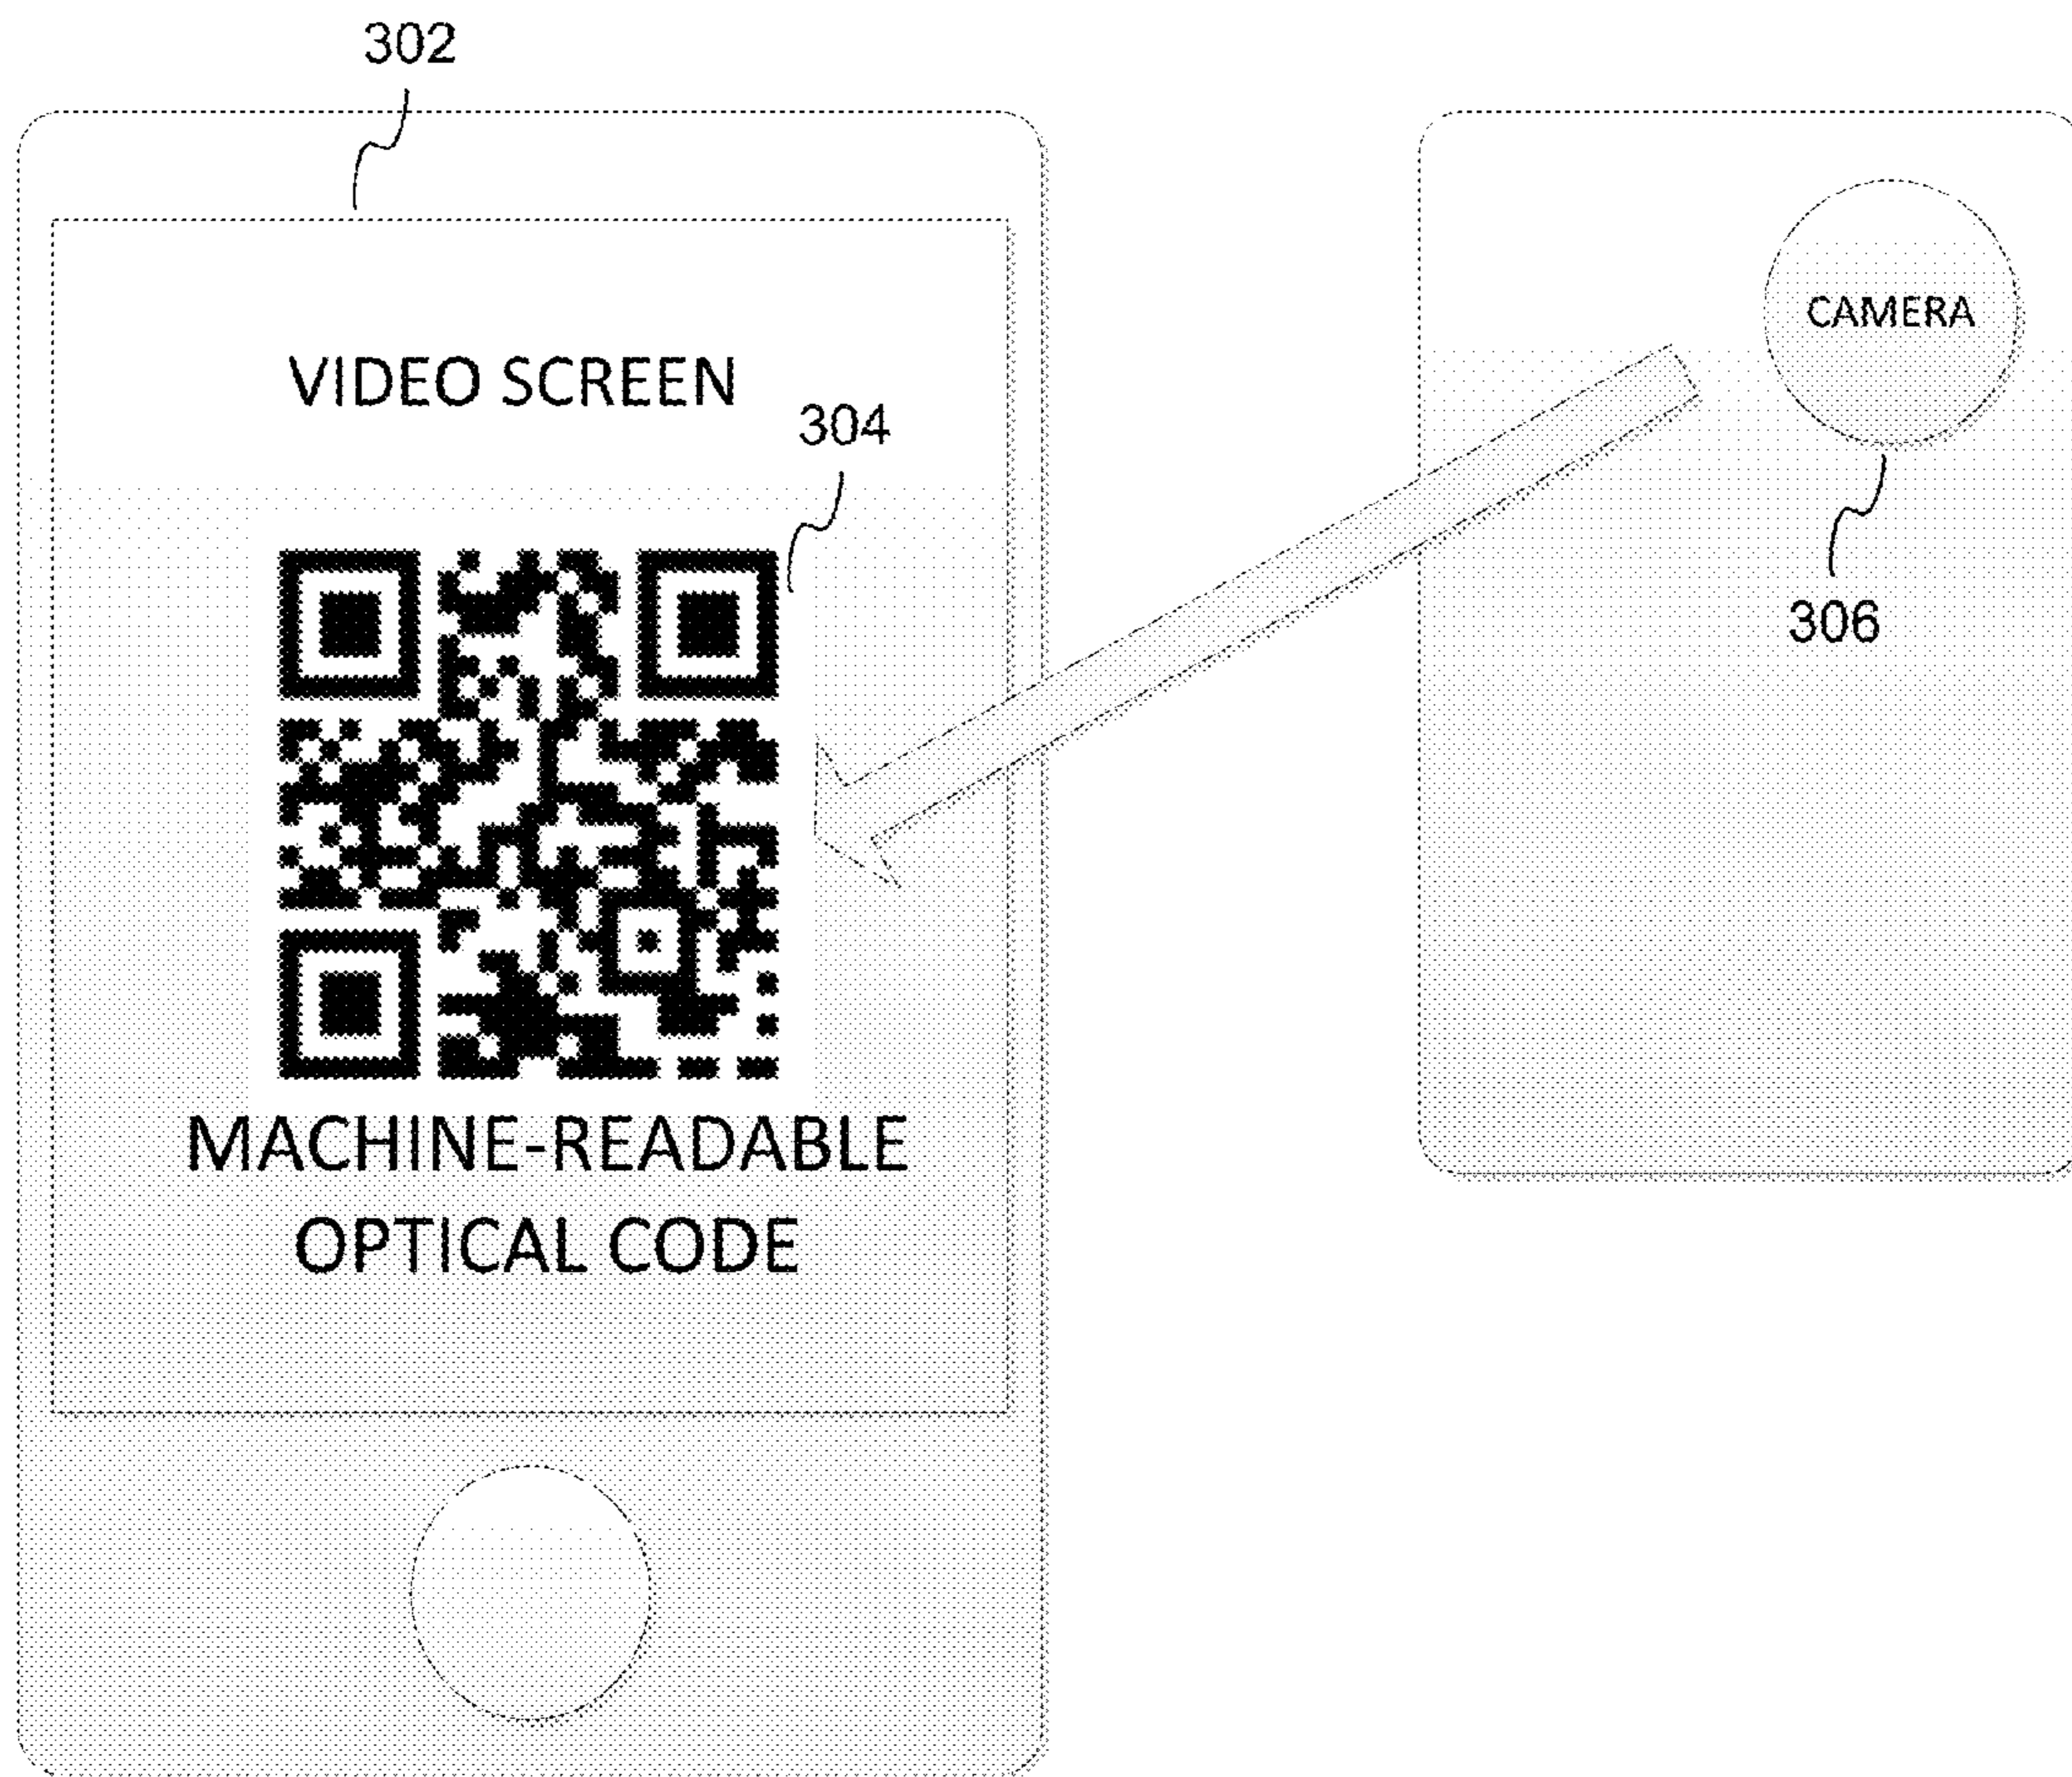 302
VIDEO SCREEN
304
MACHINE-READABLE
OPTICAL CODE
CAMERA
306